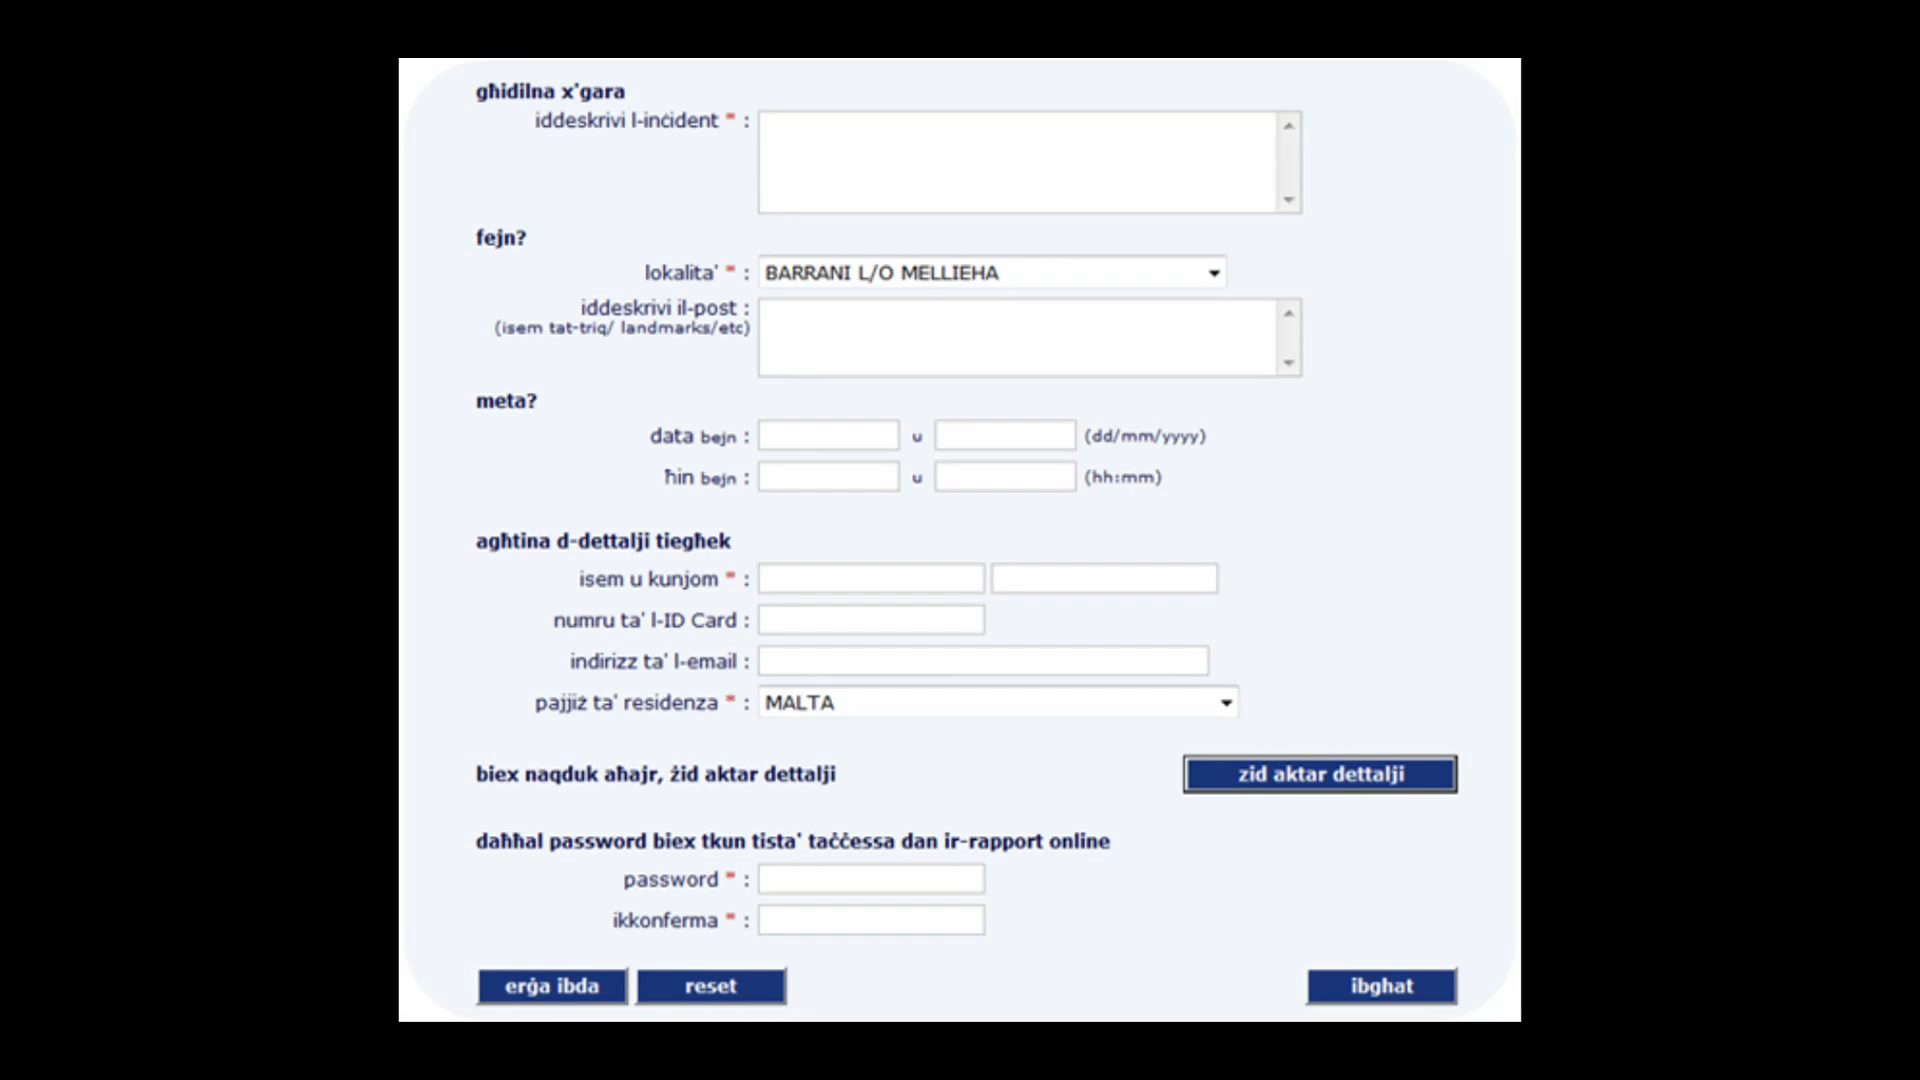 għidilna x'gara
iddeskrivi l-inċident * :
fejn?
lokalita' * : BARRANI L/O MELLIEHA
iddeskrivi il-post :
(isem tat-triq/ landmarks/etc)
meta?
data bejn : u (dd/mm/yyyy)
ħin bejn : u (hh:mm)
agħtina d-dettalji tiegħek
isem u kunjom * :
numru ta' l-ID Card :
indirizz ta' l-email :
pajjiż ta' residenza * : MALTA
biex naqduk aħajr, żid aktar dettalji
zid aktar dettalji
daħħal password biex tkun tista' taċċessa dan ir-rapport online
password * :
ikkonferma * :
erġa ibda reset ibghat